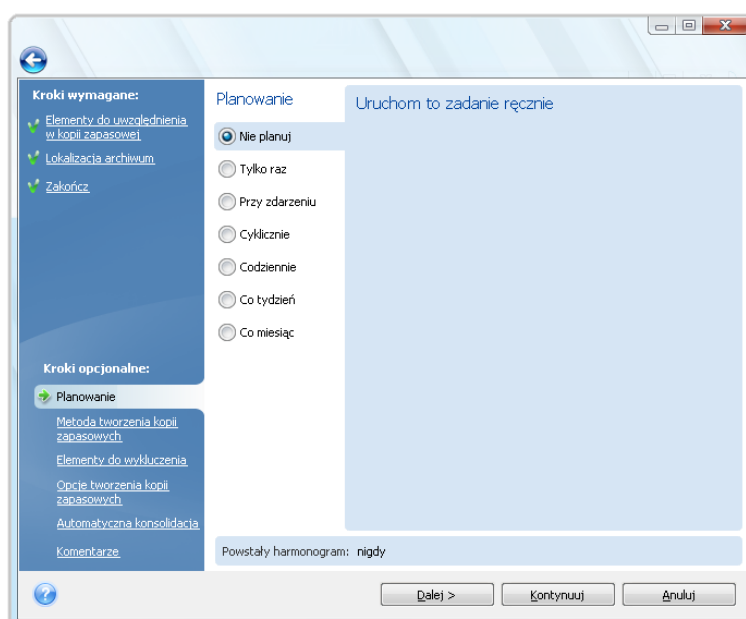 Kroki wymagane:
Elementy do uwzględnienia
w kopii zapasowej
Lokalizacja archiwum
Zakończ
Kroki opcjonalne:
Planowanie
Metoda tworzenia kopii
zapasowych
Elementy do wykluczenia
Opcje tworzenia kopii
zapasowych
Automatyczna konsolidacja
Komentarze
Planowanie
Nie planuj
Tylko raz
Przy zdarzeniu
Cyklicznie
Codziennie
Co tydzień
Co miesiąc
Uruchom to zadanie ręcznie
Powstały harmonogram: nigdy
Dalej >
Kontynuuj
Anuluj